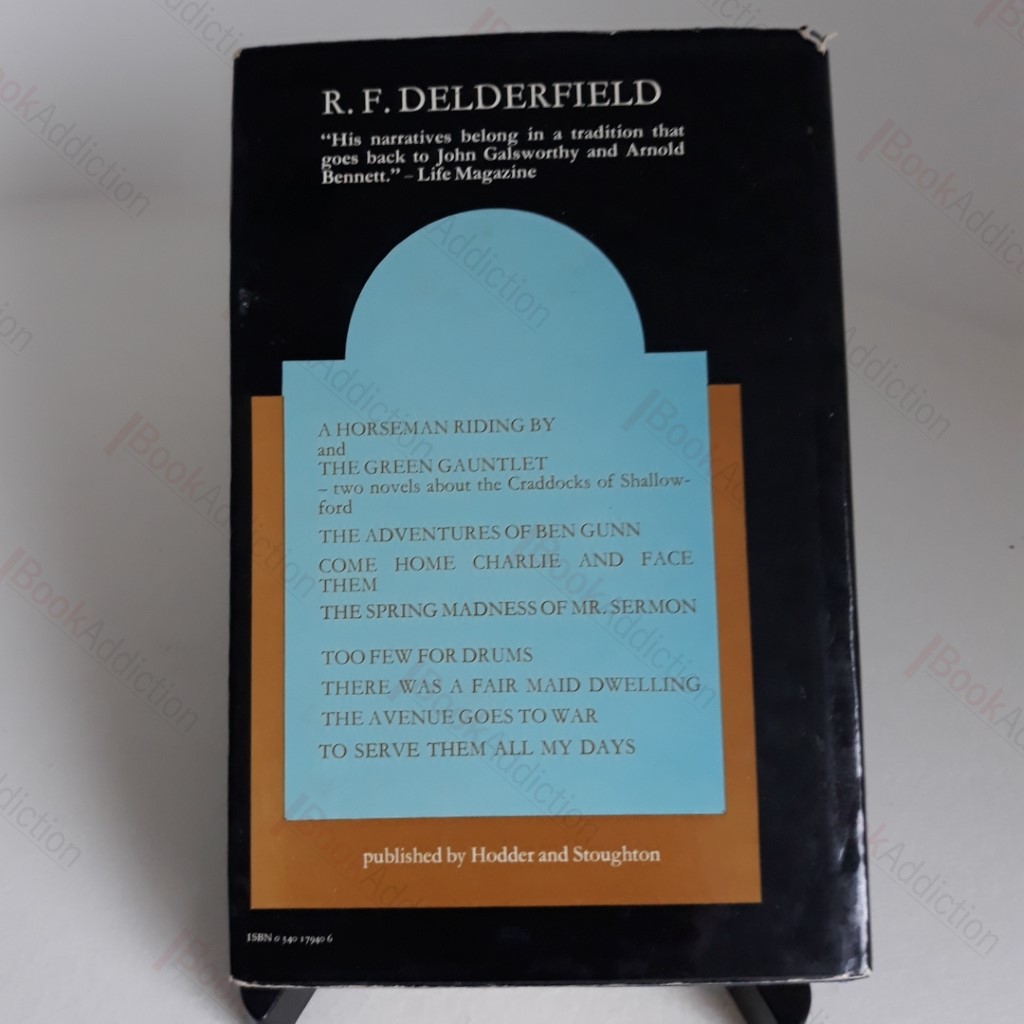 R. F. DELDERFIELD
“His narratives belong in a tradition that
goes back to John Galsworthy and Arnold
Bennett.” – Life Magazine
A HORSEMAN RIDING BY
and
THE GREEN GAUNTLET
– two novels about the Craddocks of Shallow-
ford
THE ADVENTURES OF BEN GUNN
COME HOME CHARLIE AND FACE
THEM
THE SPRING MADNESS OF MR. SERMON
TOO FEW FOR DRUMS
THERE WAS A FAIR MAID DWELLING
THE AVENUE GOES TO WAR
TO SERVE THEM ALL MY DAYS
published by Hodder and Stoughton
ISBN 0 340 17940 6
BookAddiction